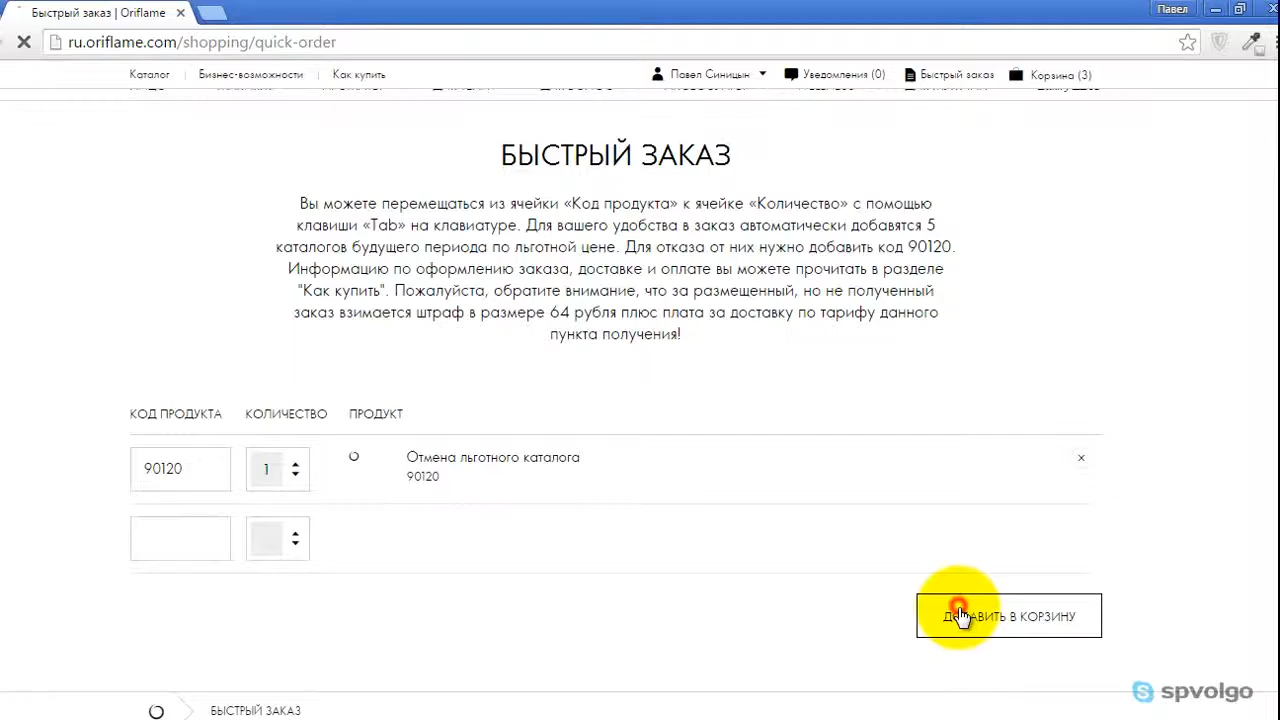 Быстрый заказ | Oriflame
Павел
ru.oriflame.com/shopping/quick-order
Каталог
Бизнес-возможности
Как купить
Павел Синицын
Уведомления (0)
Быстрый заказ
Корзина (3)
БЫСТРЫЙ ЗАКАЗ
Вы можете перемещаться из ячейки «Код продукта» к ячейке «Количество» с помощью
клавиши «Tab» на клавиатуре. Для вашего удобства в заказ автоматически добавятся 5
каталогов будущего периода по льготной цене. Для отказа от них нужно добавить код 90120.
Информацию по оформлению заказа, доставке и оплате вы можете прочитать в разделе
"Как купить". Пожалуйста, обратите внимание, что за размещенный, но не полученный
заказ взимается штраф в размере 64 рубля плюс плата за доставку по тарифу данного
пункта получения!
КОД ПРОДУКТА
КОЛИЧЕСТВО
ПРОДУКТ
90120
1
Отмена льготного каталога
90120
ДОБАВИТЬ В КОРЗИНУ
spvolgo
БЫСТРЫЙ ЗАКАЗ